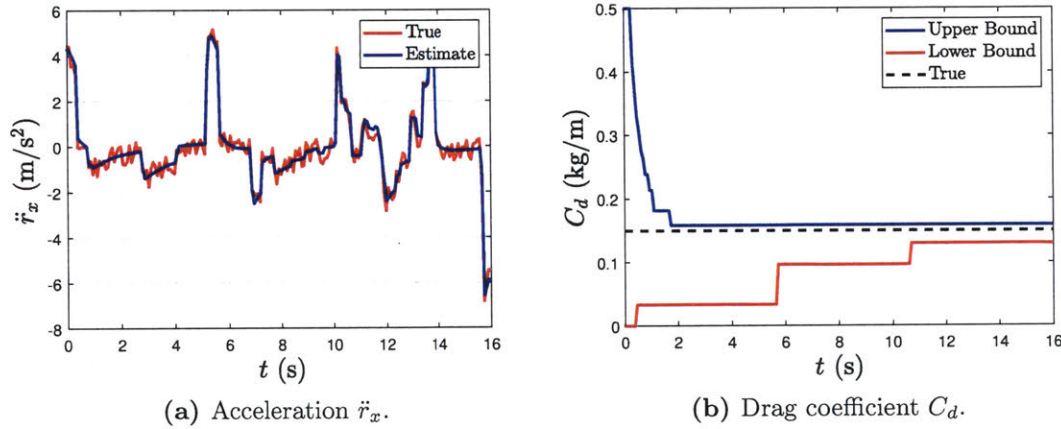 True
Estimate
6
4
2
0
-2
-4
-6
-8
r̈ₓ (m/s²)
0 2 4 6 8 10 12 14 16
t (s)
(a) Acceleration r̈ₓ.
Upper Bound
Lower Bound
True
0.5
0.4
0.3
0.2
0.1
0
C_d (kg/m)
0 2 4 6 8 10 12 14 16
t (s)
(b) Drag coefficient C_d.